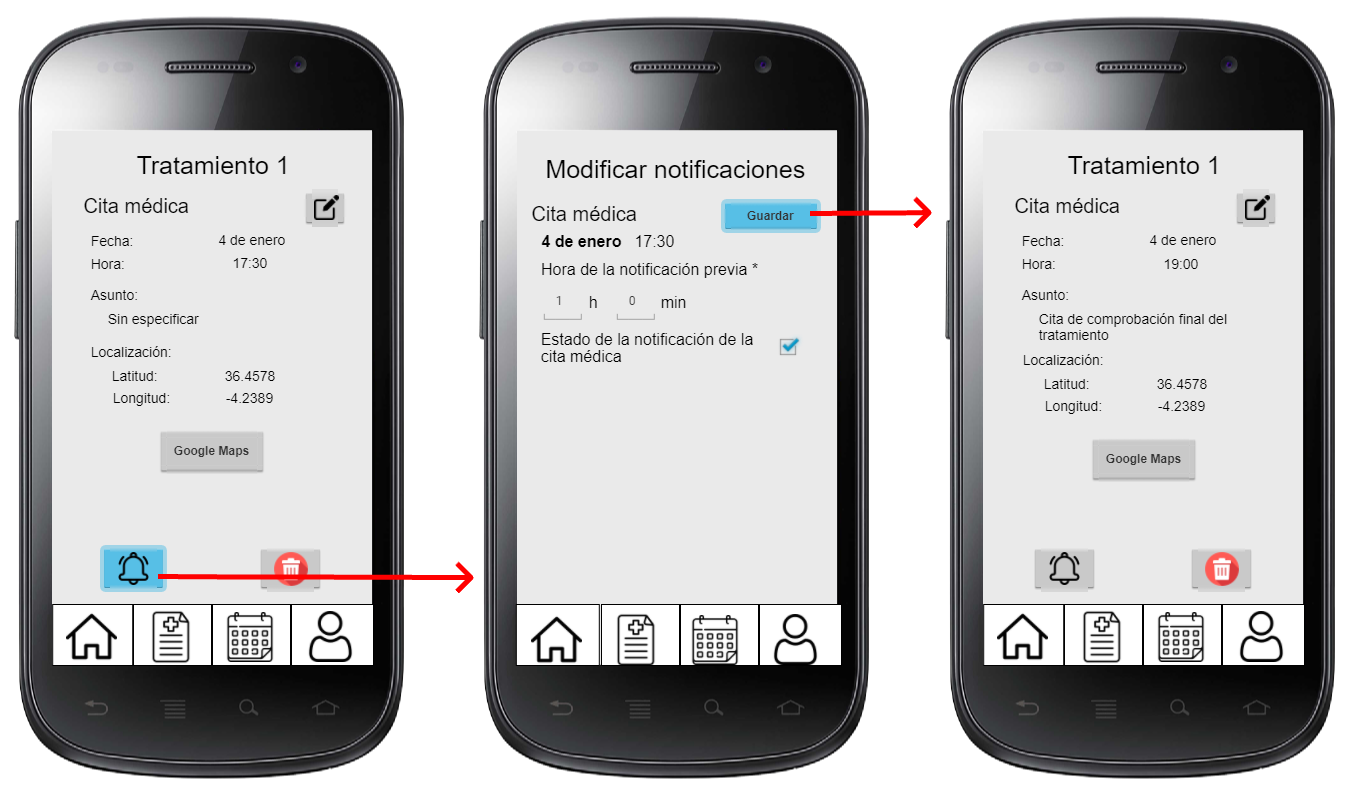 Tratamiento 1
Cita médica
Fecha: 4 de enero
Hora: 17:30
Asunto:
Sin especificar
Localización:
Latitud: 36.4578
Longitud: -4.2389
Google Maps
Modificar notificaciones
Cita médica Guardar
4 de enero 17:30
Hora de la notificación previa *
1 h 0 min
Estado de la notificación de la
cita médica
Tratamiento 1
Cita médica
Fecha: 4 de enero
Hora: 19:00
Asunto:
Cita de comprobación final del
tratamiento
Localización:
Latitud: 36.4578
Longitud: -4.2389
Google Maps